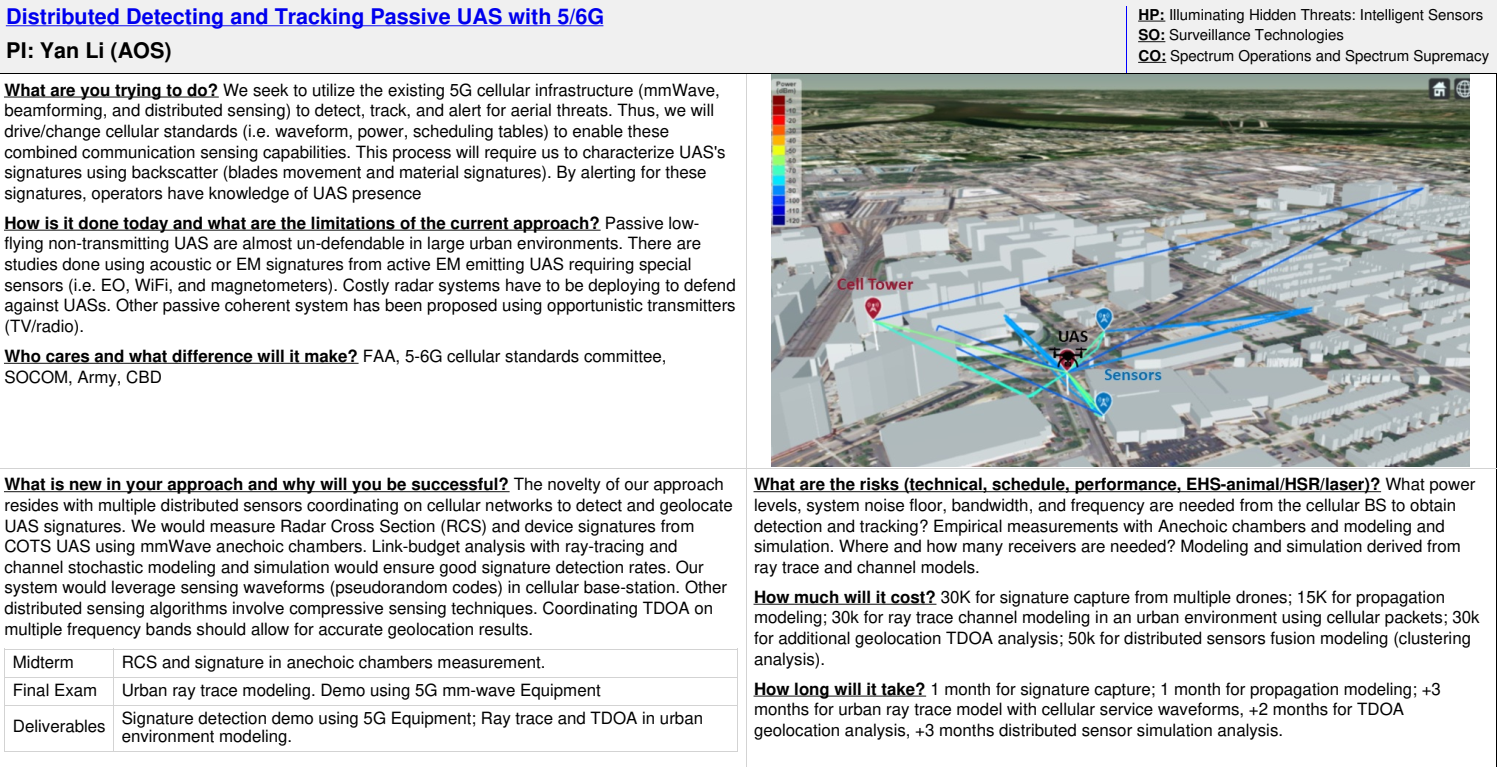 Distributed Detecting and Tracking Passive UAS with 5/6G
PI: Yan Li (AOS)
HP: Illuminating Hidden Threats: Intelligent Sensors
SO: Surveillance Technologies
CO: Spectrum Operations and Spectrum Supremacy
What are you trying to do? We seek to utilize the existing 5G cellular infrastructure (mmWave,
beamforming, and distributed sensing) to detect, track, and alert for aerial threats. Thus, we will
drive/change cellular standards (i.e. waveform, power, scheduling tables) to enable these
combined communication sensing capabilities. This process will require us to characterize UAS's
signatures using backscatter (blades movement and material signatures). By alerting for these
signatures, operators have knowledge of UAS presence
How is it done today and what are the limitations of the current approach? Passive low-
flying non-transmitting UAS are almost un-defendable in large urban environments. There are
studies done using acoustic or EM signatures from active EM emitting UAS requiring special
sensors (i.e. EO, WiFi, and magnetometers). Costly radar systems have to be deploying to defend
against UASs. Other passive coherent system has been proposed using opportunistic transmitters
(TV/radio).
Who cares and what difference will it make? FAA, 5-6G cellular standards committee,
SOCOM, Army, CBD
Power
(dBm)
-10
-20
-30
-40
-50
-60
-70
-80
-90
-100
-110
-120
Cell Tower
UAS
Sensors
What is new in your approach and why will you be successful? The novelty of our approach
resides with multiple distributed sensors coordinating on cellular networks to detect and geolocate
UAS signatures. We would measure Radar Cross Section (RCS) and device signatures from
COTS UAS using mmWave anechoic chambers. Link-budget analysis with ray-tracing and
channel stochastic modeling and simulation would ensure good signature detection rates. Our
system would leverage sensing waveforms (pseudorandom codes) in cellular base-station. Other
distributed sensing algorithms involve compressive sensing techniques. Coordinating TDOA on
multiple frequency bands should allow for accurate geolocation results.
Midterm RCS and signature in anechoic chambers measurement.
Final Exam Urban ray trace modeling. Demo using 5G mm-wave Equipment
Deliverables Signature detection demo using 5G Equipment; Ray trace and TDOA in urban
environment modeling.
What are the risks (technical, schedule, performance, EHS-animal/HSR/laser)? What power
levels, system noise floor, bandwidth, and frequency are needed from the cellular BS to obtain
detection and tracking? Empirical measurements with Anechoic chambers and modeling and
simulation. Where and how many receivers are needed? Modeling and simulation derived from
ray trace and channel models.
How much will it cost? 30K for signature capture from multiple drones; 15K for propagation
modeling; 30k for ray trace channel modeling in an urban environment using cellular packets; 30k
for additional geolocation TDOA analysis; 50k for distributed sensors fusion modeling (clustering
analysis).
How long will it take? 1 month for signature capture; 1 month for propagation modeling; +3
months for urban ray trace model with cellular service waveforms, +2 months for TDOA
geolocation analysis, +3 months distributed sensor simulation analysis.